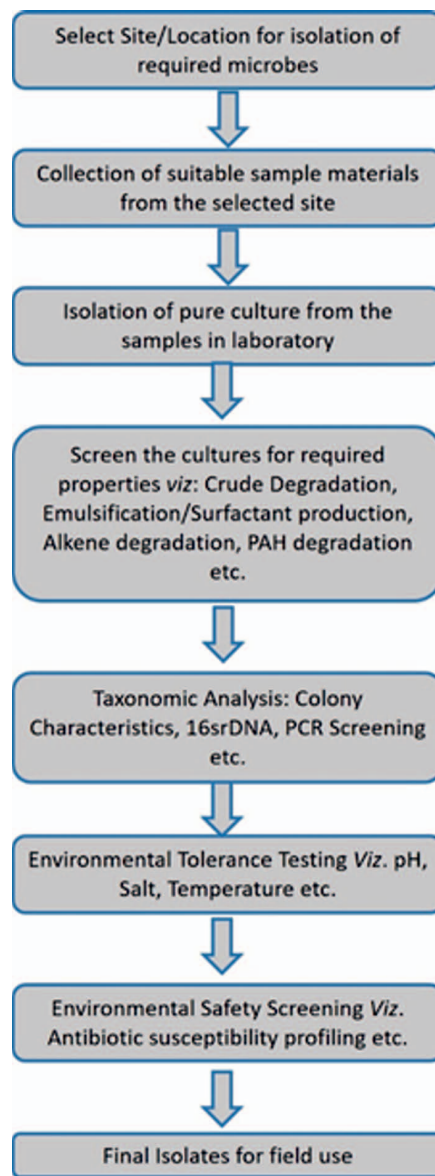 Select Site/Location for isolation of
required microbes
Collection of suitable sample materials
from the selected site
Isolation of pure culture from the
samples in laboratory
Screen the cultures for required
properties viz: Crude Degradation,
Emulsification/Surfactant production,
Alkene degradation, PAH degradation
etc.
Taxonomic Analysis: Colony
Characteristics, 16srDNA, PCR Screening
etc.
Environmental Tolerance Testing Viz. pH,
Salt, Temperature etc.
Environmental Safety Screening Viz.
Antibiotic susceptibility profiling etc.
Final Isolates for field use